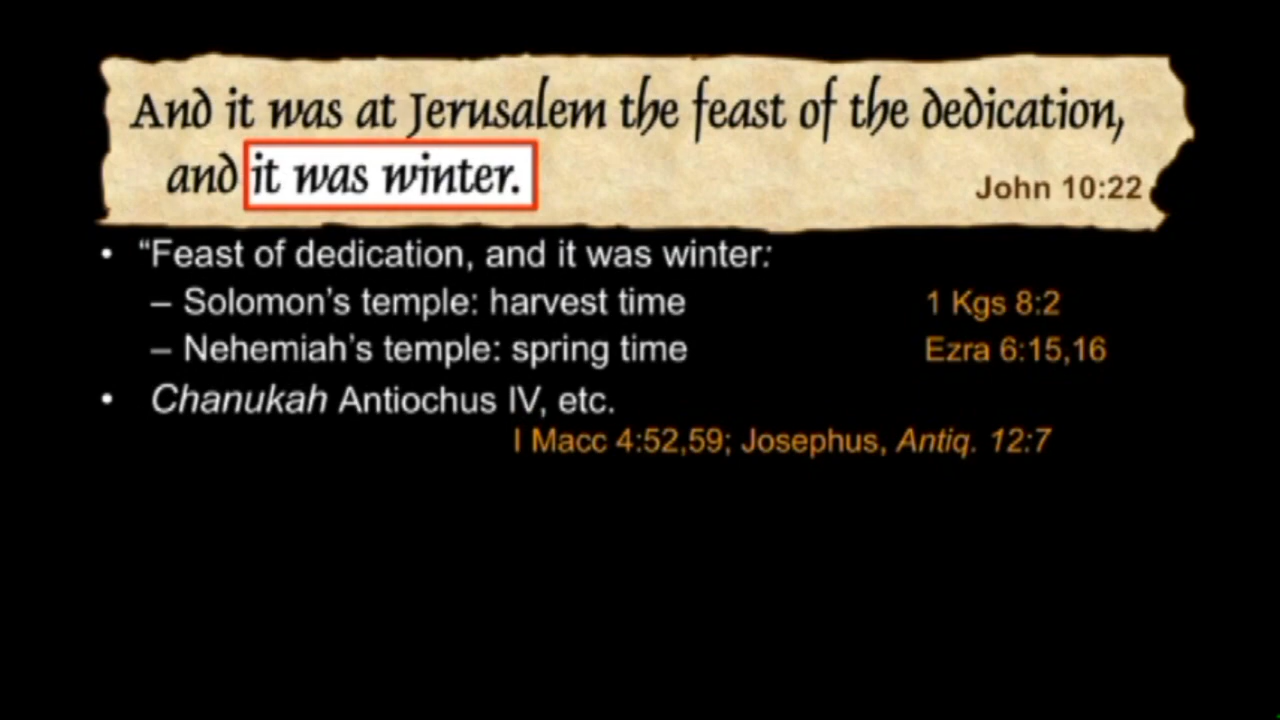 And it was at Jerusalem the feast of the dedication,
and it was winter.
John 10:22
• “Feast of dedication, and it was winter:
– Solomon’s temple: harvest time 1 Kgs 8:2
– Nehemiah’s temple: spring time Ezra 6:15,16
• Chanukah Antiochus IV, etc.
I Macc 4:52,59; Josephus, Antiq. 12:7